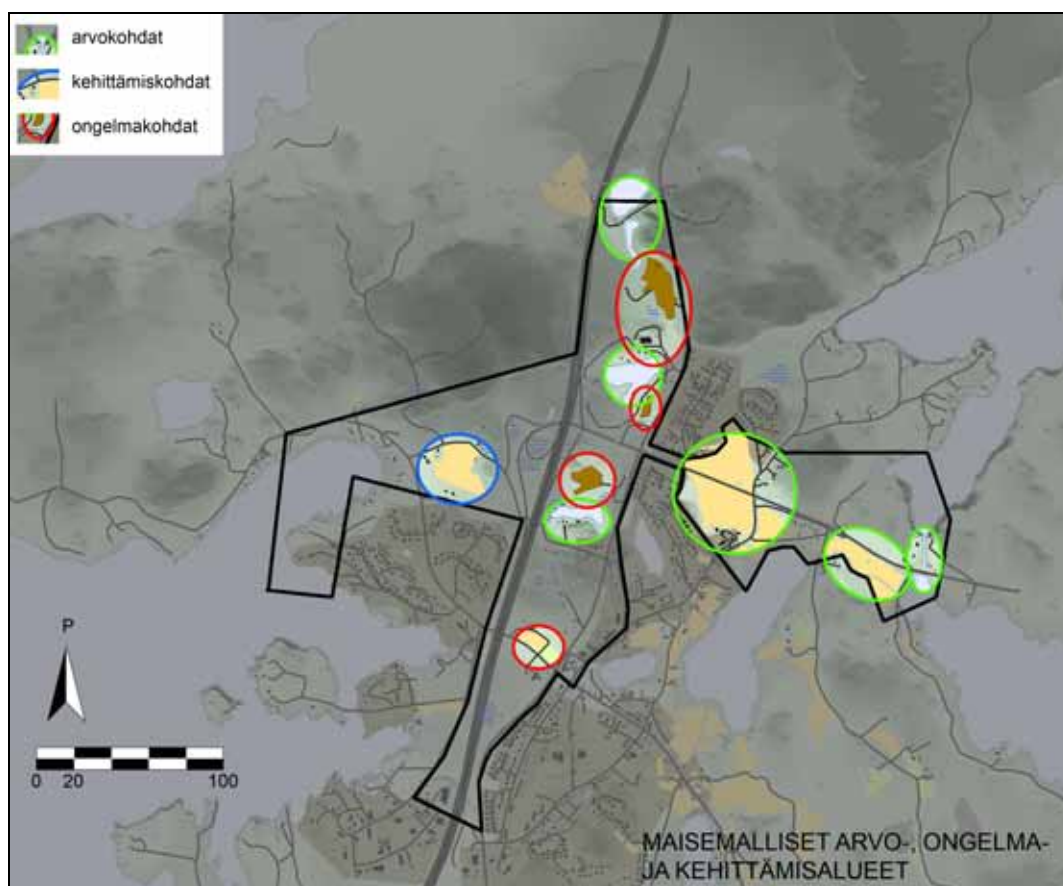 arvokohdat
kehittämiskohdat
ongelmakohdat
P
0 20 100
MAISEMALLISET ARVO-, ONGELMA-
JA KEHITTÄMISALUEET